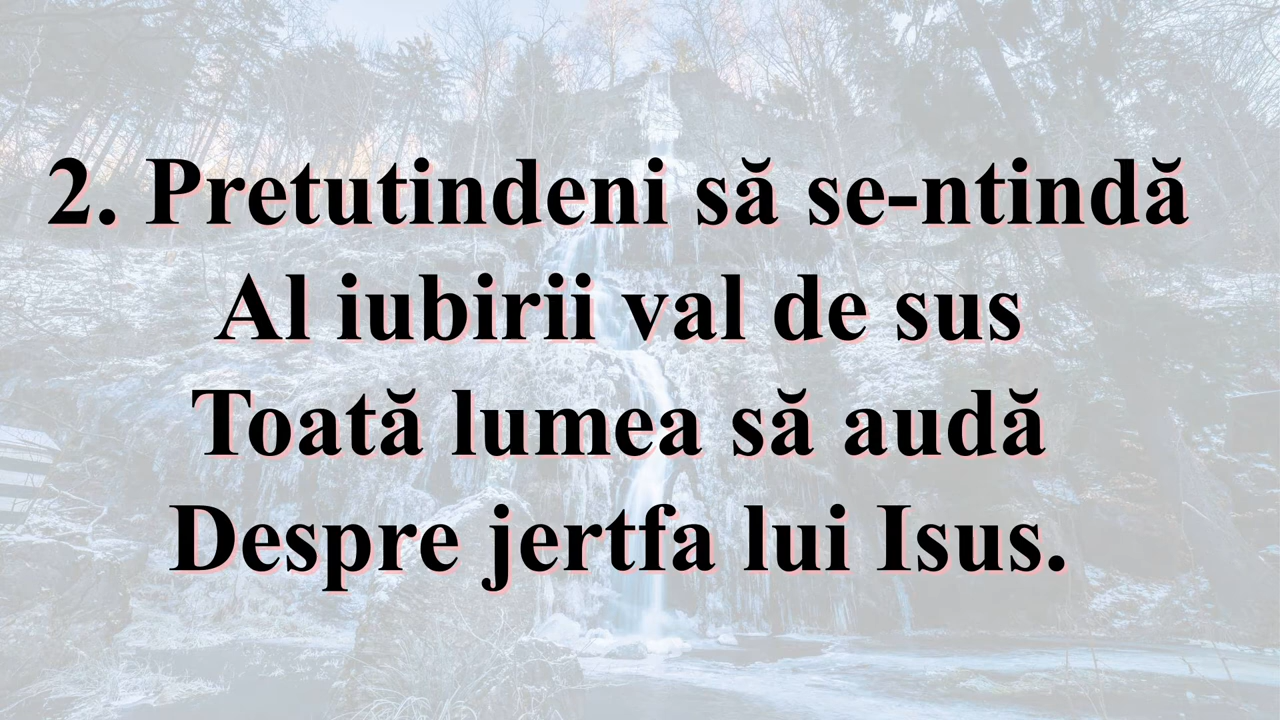 2. Pretutindeni să se-ntindă
Al iubirii val de sus
Toată lumea să audă
Despre jertfa lui Isus.